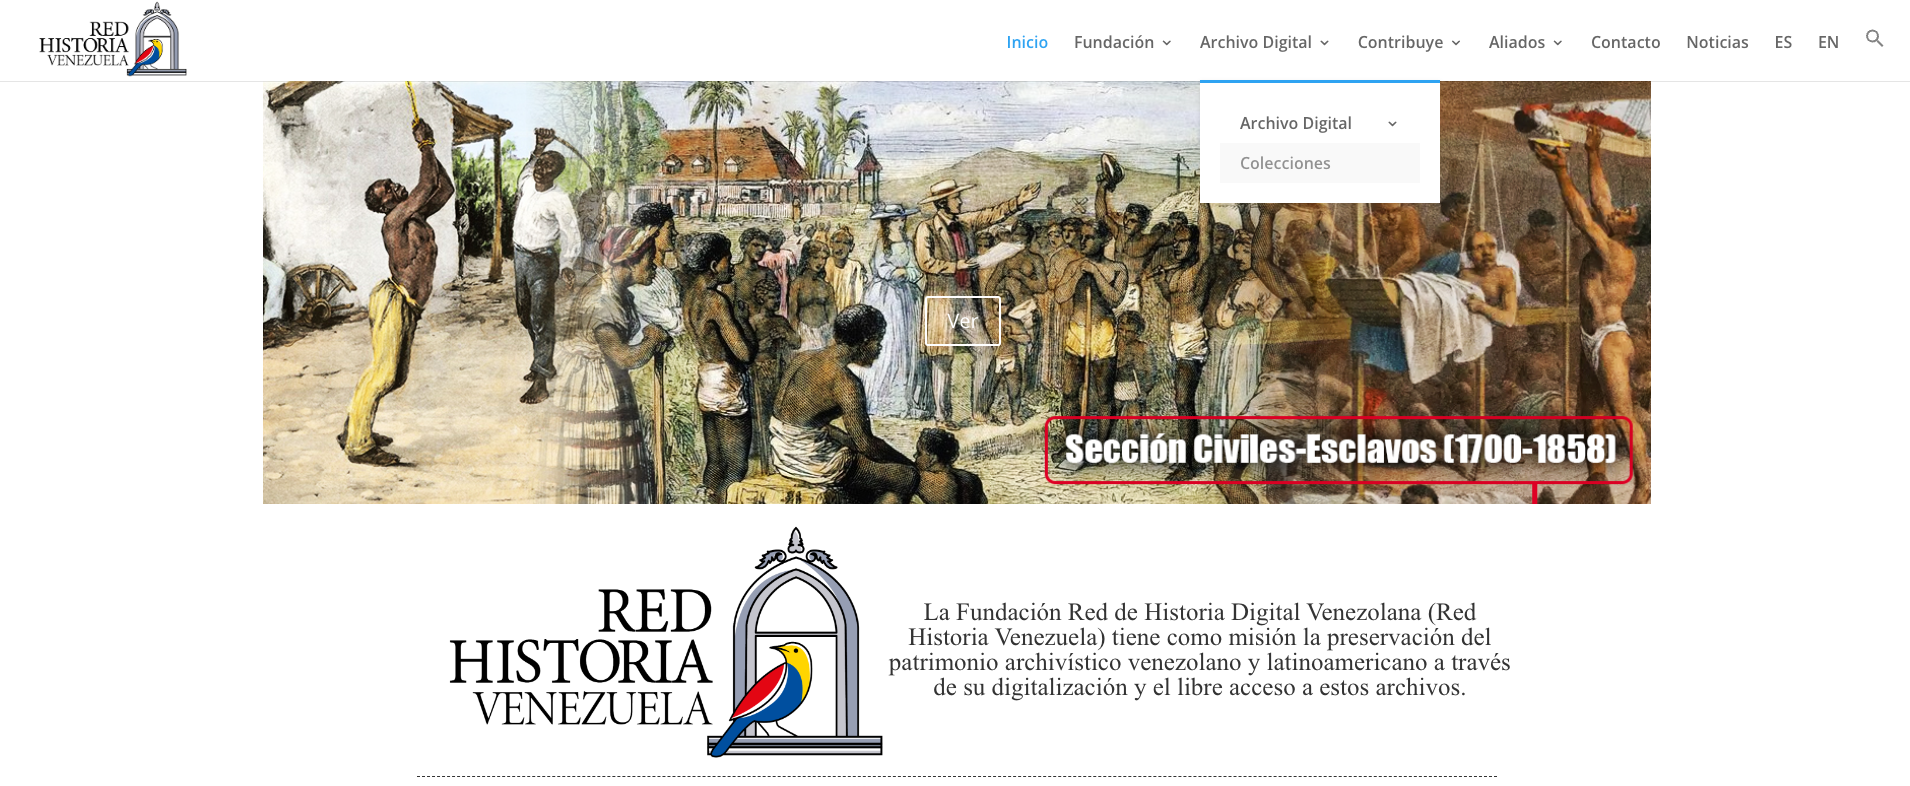 RED
HISTORIA
VENEZUELA
Inicio
Fundación
Archivo Digital
Contribuye
Aliados
Contacto
Noticias
ES
EN
Archivo Digital
Colecciones
Ver
Sección Civiles-Esclavos (1700-1858)
RED
HISTORIA
VENEZUELA
La Fundación Red de Historia Digital Venezolana (Red
Historia Venezuela) tiene como misión la preservación del
patrimonio archivístico venezolano y latinoamericano a través
de su digitalización y el libre acceso a estos archivos.